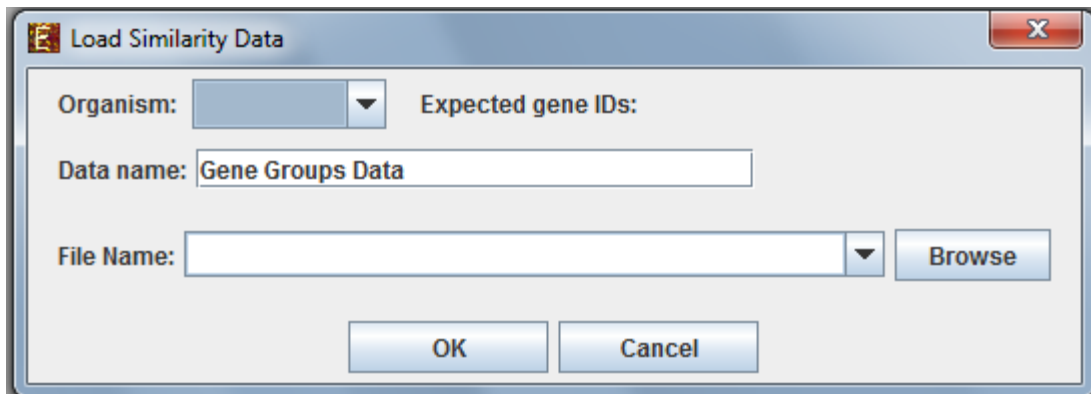 Load Similarity Data
Organism: Expected gene IDs:
Data name: Gene Groups Data
File Name: Browse
OK Cancel